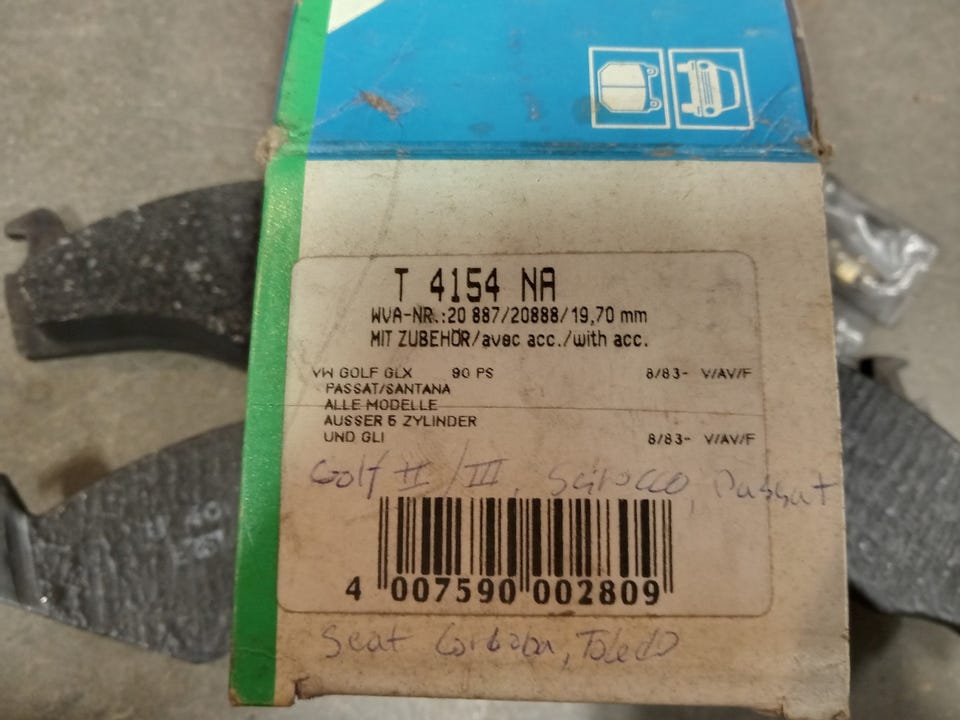 T 4154 NA
WVA-NR.:20 887/20888/19,70 mm
MIT ZUBEHÖR/avec acc./with acc.
VW GOLF GLX 90 PS 8/83- V/AV/F
PASSAT/SANTANA
ALLE MODELLE
AUSSER 5 ZYLINDER
UND GLI 8/83- V/AV/F
Golf II/III, Scirocco, Passat
4 007590 002809
Seat Cordoba, Toledo